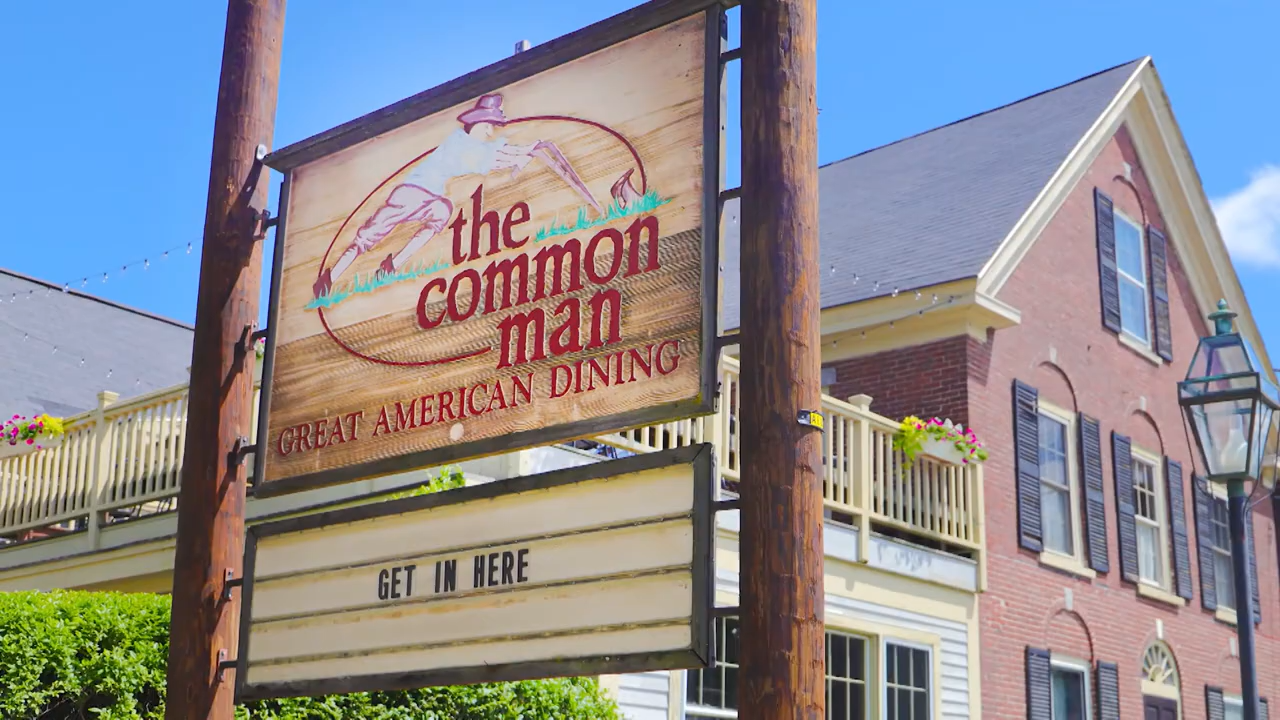 the
common
man
GREAT AMERICAN DINING
GET IN HERE